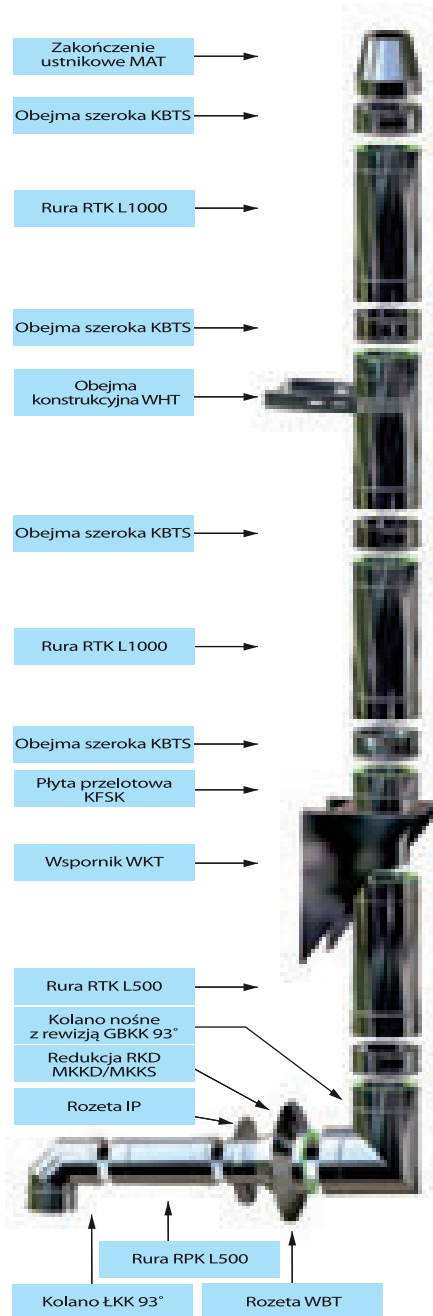 Zakończenie
ustnikowe MAT
Obejma szeroka KBTS
Rura RTK L1000
Obejma szeroka KBTS
Obejma
konstrukcyjna WHT
Obejma szeroka KBTS
Rura RTK L1000
Obejma szeroka KBTS
Płyta przelotowa
KFSK
Wspornik WKT
Rura RTK L500
Kolano nośne
z rewizją GBKK 93°
Redukcja RKD
MKKD/MKKS
Rozeta IP
Rura RPK L500
Kolano ŁKK 93°
Rozeta WBT